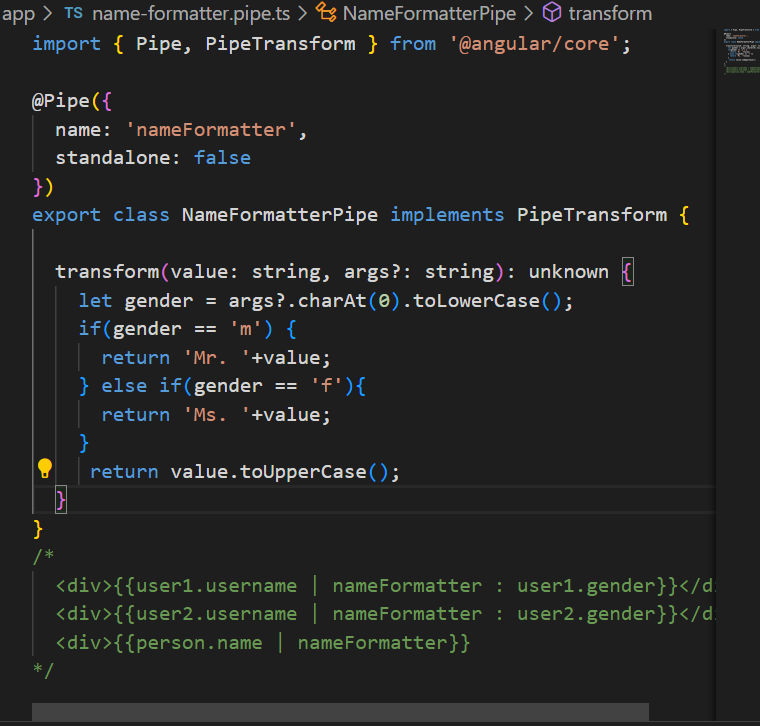 app > TS name-formatter.pipe.ts > NameFormatterPipe > transform
import { Pipe, PipeTransform } from '@angular/core';
@Pipe({
name: 'nameFormatter',
standalone: false
})
export class NameFormatterPipe implements PipeTransform {
transform(value: string, args?: string): unknown {
let gender = args?.charAt(0).toLowerCase();
if(gender == 'm') {
return 'Mr. '+value;
} else if(gender == 'f'){
return 'Ms. '+value;
}
return value.toUpperCase();
}
}
/*
<div>{{user1.username | nameFormatter : user1.gender}}</d
<div>{{user2.username | nameFormatter : user2.gender}}</d
<div>{{person.name | nameFormatter}}
*/